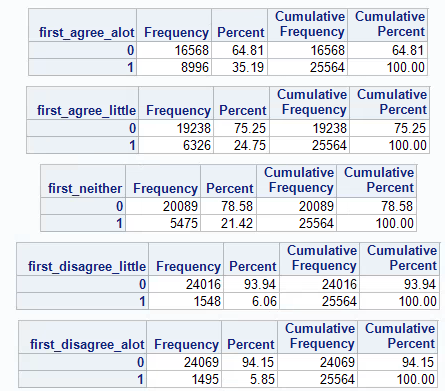 Cumulative Cumulative
first_agree_alot Frequency Percent Frequency Percent
0 16568 64.81 16568 64.81
1 8996 35.19 25564 100.00
Cumulative Cumulative
first_agree_little Frequency Percent Frequency Percent
0 19238 75.25 19238 75.25
1 6326 24.75 25564 100.00
Cumulative Cumulative
first_neither Frequency Percent Frequency Percent
0 20089 78.58 20089 78.58
1 5475 21.42 25564 100.00
Cumulative Cumulative
first_disagree_little Frequency Percent Frequency Percent
0 24016 93.94 24016 93.94
1 1548 6.06 25564 100.00
Cumulative Cumulative
first_disagree_alot Frequency Percent Frequency Percent
0 24069 94.15 24069 94.15
1 1495 5.85 25564 100.00